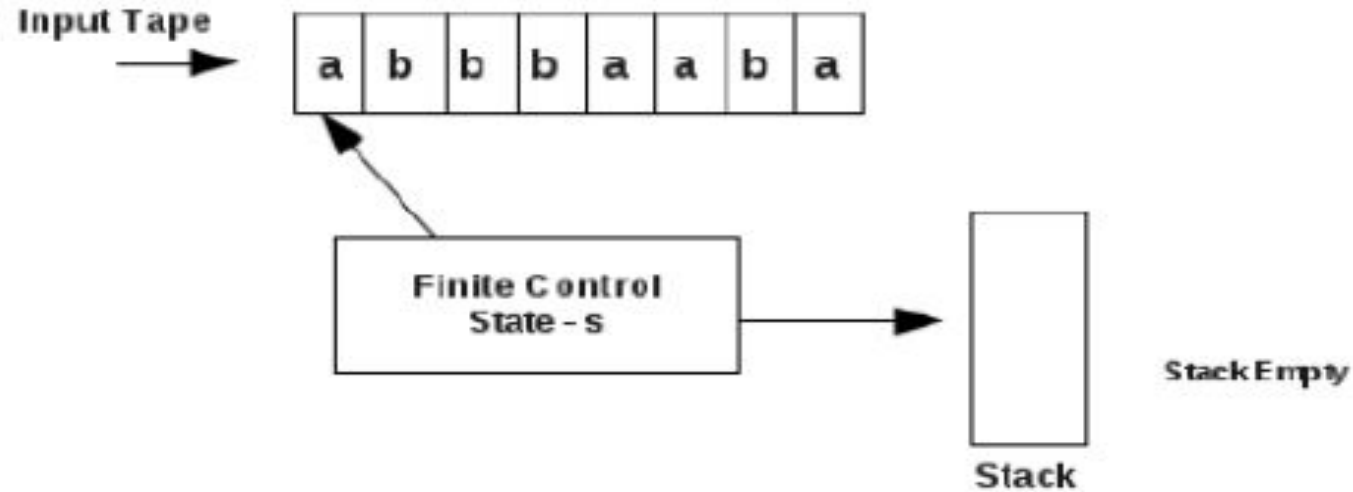 Input Tape
a b b b a a b a
Finite Control
State - s
Stack Empty
Stack